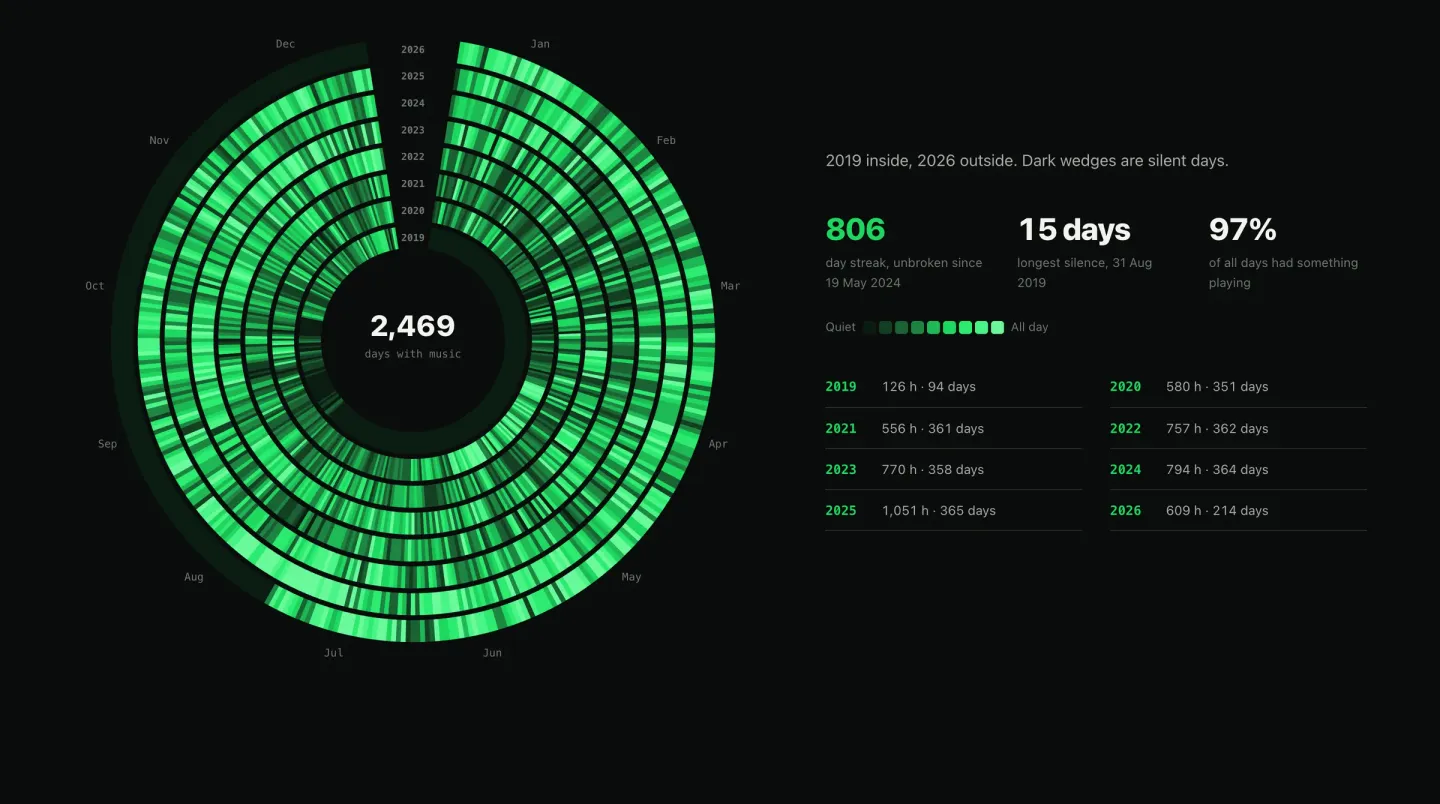 Dec
2026
Jan
2025
2024
Nov
2023
Feb
2022
2021
2020
2019
Oct
Mar
2,469
days with music
Sep
Apr
Aug
May
Jul
Jun
2019 inside, 2026 outside. Dark wedges are silent days.
806
day streak, unbroken since
19 May 2024
15 days
longest silence, 31 Aug
2019
97%
of all days had something
playing
Quiet
All day
2019 126 h · 94 days
2020 580 h · 351 days
2021 556 h · 361 days
2022 757 h · 362 days
2023 770 h · 358 days
2024 794 h · 364 days
2025 1,051 h · 365 days
2026 609 h · 214 days